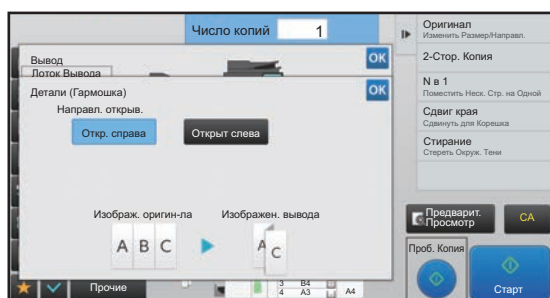 Число копий 1
Вывод
OK
Лоток Вывода
Детали (Гармошка)
OK
Направл. открыв.
Откр. справа
Открыт слева
Изображ. оригин-ла
Изображен. вывода
A B C
A C
Прочие
3 B4
4 A3
A4
Оригинал
Изменить Размер/Направл.
2-Стор. Копия
N в 1
Поместить Неск. Стр. на Одной
Сдвиг края
Сдвинуть для Корешка
Стирание
Стереть Окруж. Тени
Предварит.
Просмотр
CA
Проб. Копия
Старт